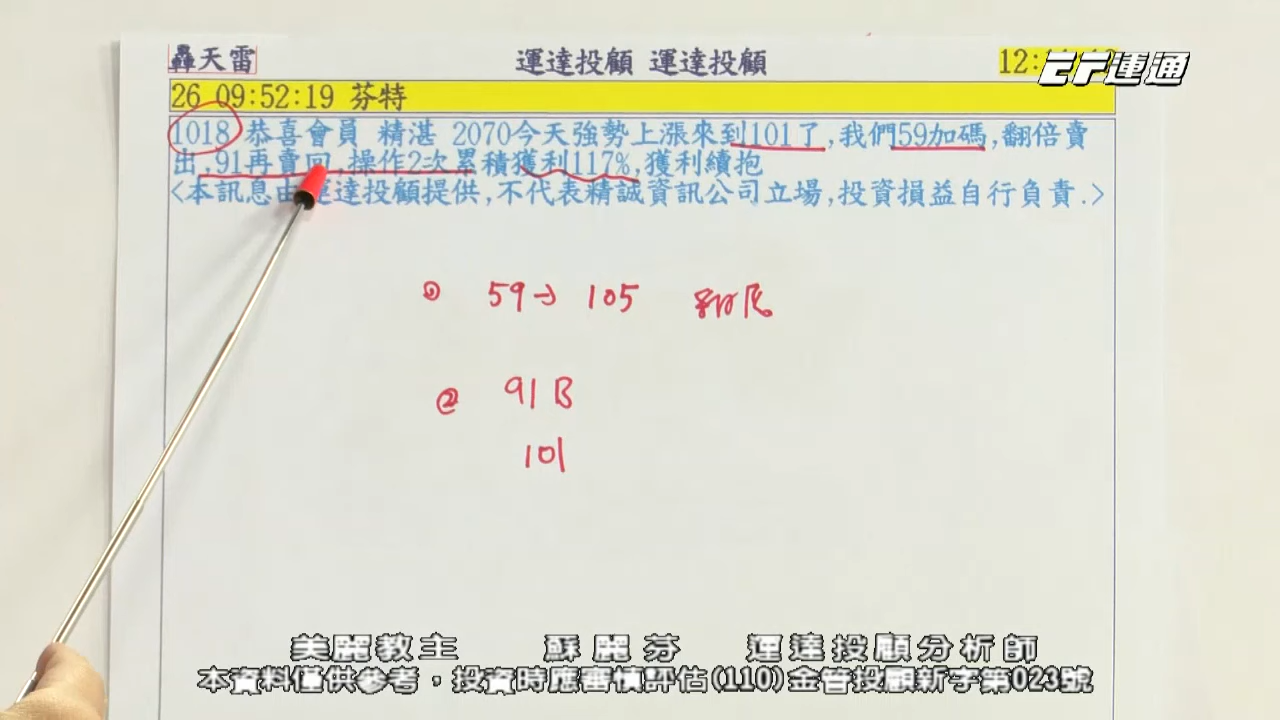 轟天雷 運達投顧 運達投顧 12: EF運通
26 09:52:19 芬特
1018 恭喜會員 精湛 2070今天強勢上漲來到101了,我們59加碼,翻倍賣
出,91再賣回,操作2次累積獲利117%,獲利續抱
<本訊息由運達投顧提供,不代表精誠資訊公司立場,投資損益自行負責.>
① 59→105
② 91 B
101
美麗教主 蘇麗芬 運達投顧分析師
本資料僅供參考，投資時應審慎評估(110)金管投顧新字第023號